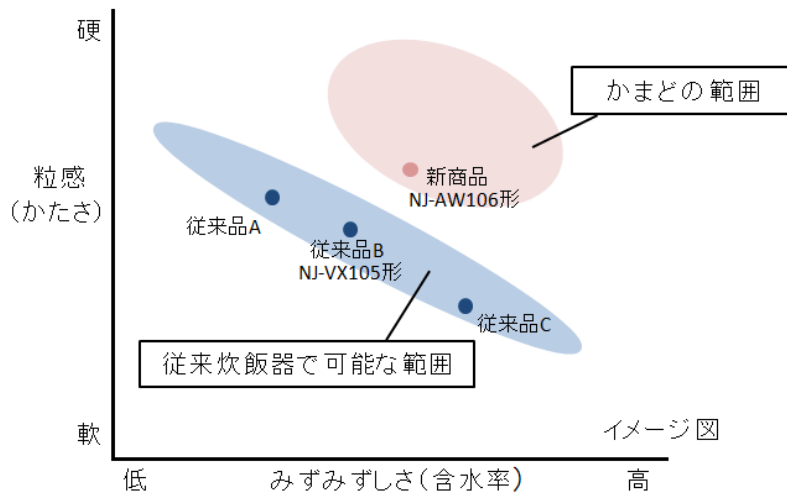 硬
かまどの範囲
粒感
(かたさ)
新商品
NJ-AW106形
従来品A
従来品B
NJ-VX105形
従来品C
従来炊飯器で可能な範囲
軟
イメージ図
低
みずみずしさ(含水率)
高